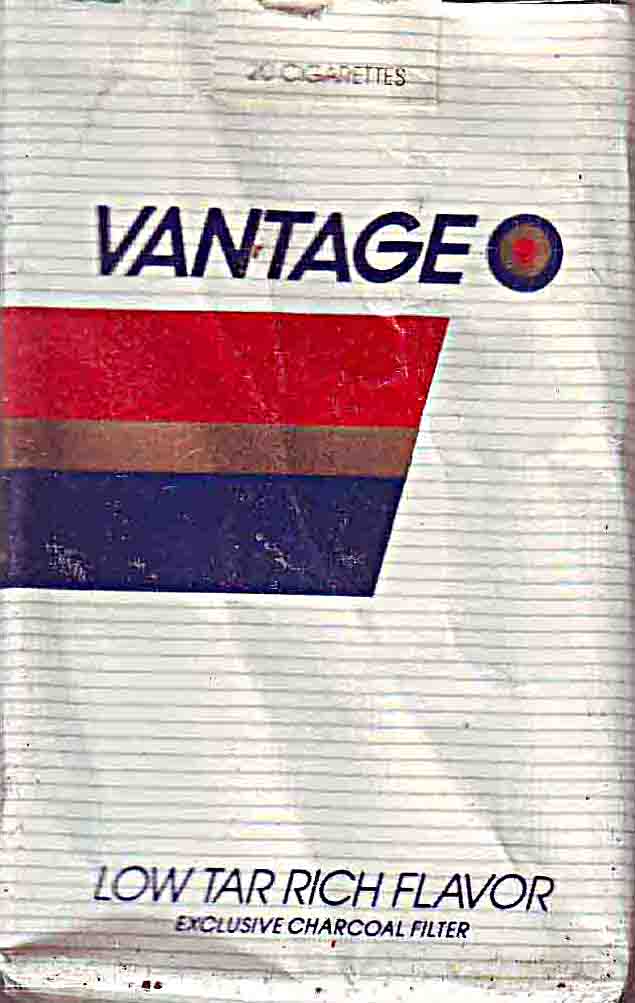 20 CIGARETTES
VANTAGE
LOW TAR RICH FLAVOR
EXCLUSIVE CHARCOAL FILTER